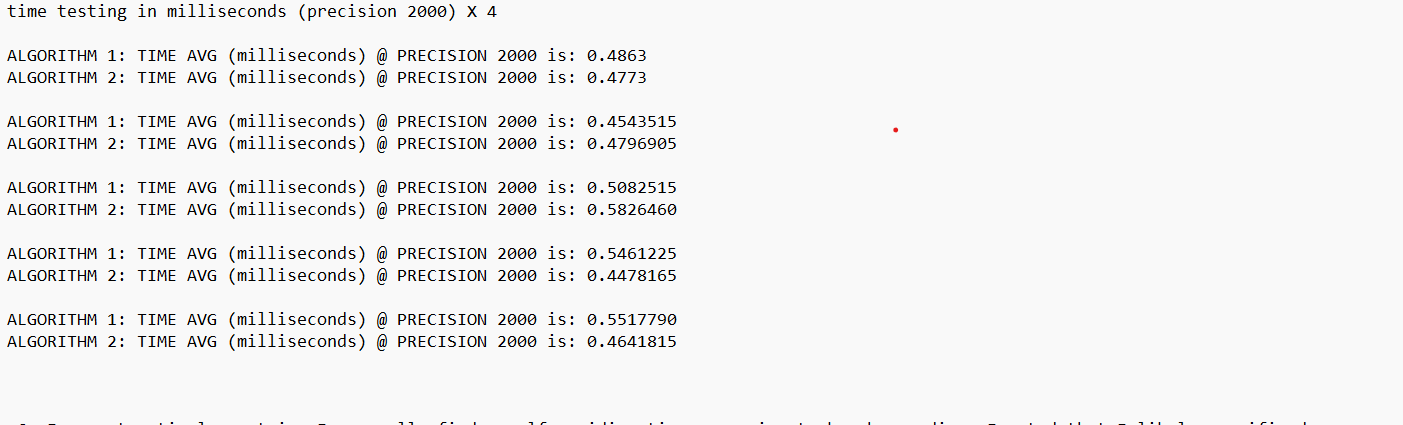 time testing in milliseconds (precision 2000) X 4
ALGORITHM 1: TIME AVG (milliseconds) @ PRECISION 2000 is: 0.4863
ALGORITHM 2: TIME AVG (milliseconds) @ PRECISION 2000 is: 0.4773
ALGORITHM 1: TIME AVG (milliseconds) @ PRECISION 2000 is: 0.4543515
ALGORITHM 2: TIME AVG (milliseconds) @ PRECISION 2000 is: 0.4796905
ALGORITHM 1: TIME AVG (milliseconds) @ PRECISION 2000 is: 0.5082515
ALGORITHM 2: TIME AVG (milliseconds) @ PRECISION 2000 is: 0.5826460
ALGORITHM 1: TIME AVG (milliseconds) @ PRECISION 2000 is: 0.5461225
ALGORITHM 2: TIME AVG (milliseconds) @ PRECISION 2000 is: 0.4478165
ALGORITHM 1: TIME AVG (milliseconds) @ PRECISION 2000 is: 0.5517790
ALGORITHM 2: TIME AVG (milliseconds) @ PRECISION 2000 is: 0.4641815